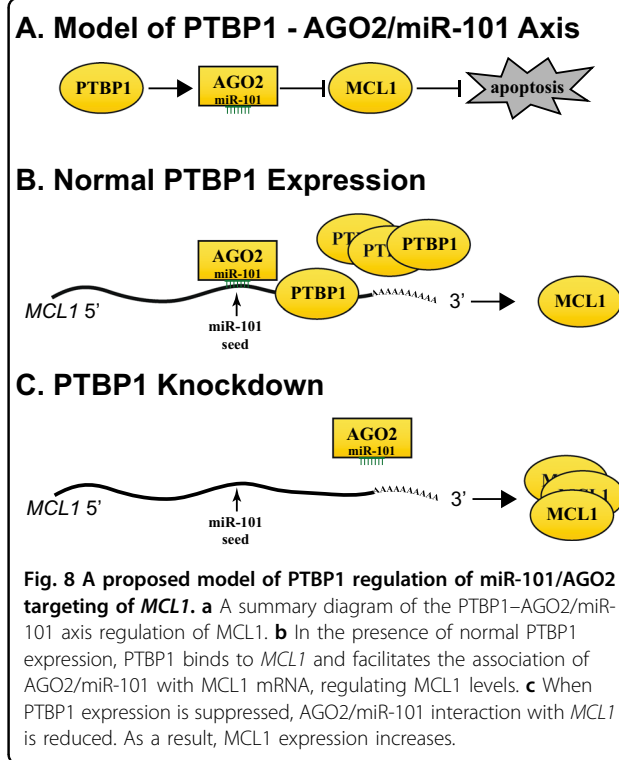 A. Model of PTBP1 - AGO2/miR-101 Axis
PTBP1
AGO2
miR-101
MCL1
apoptosis
B. Normal PTBP1 Expression
PT
PT
PTBP1
AGO2
miR-101
PTBP1
MCL1 5'
miR-101
seed
AAAAAAAAA
3'
MCL1
C. PTBP1 Knockdown
AGO2
miR-101
MCL1 5'
miR-101
seed
AAAAAAAAA
3'
MCL1
Fig. 8 A proposed model of PTBP1 regulation of miR-101/AGO2
targeting of MCL1. a A summary diagram of the PTBP1–AGO2/miR-
101 axis regulation of MCL1. b In the presence of normal PTBP1
expression, PTBP1 binds to MCL1 and facilitates the association of
AGO2/miR-101 with MCL1 mRNA, regulating MCL1 levels. c When
PTBP1 expression is suppressed, AGO2/miR-101 interaction with MCL1
is reduced. As a result, MCL1 expression increases.